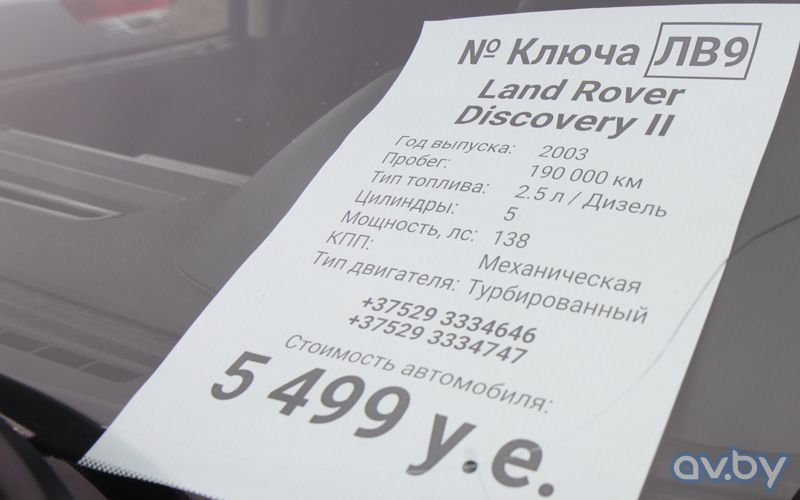 № Ключа ЛВ9
Land Rover
Discovery II
Год выпуска: 2003
Пробег: 190 000 км
Тип топлива: 2.5 л / Дизель
Цилиндры: 5
Мощность, лс: 138
КПП: Механическая
Тип двигателя: Турбированный
+37529 3334646
+37529 3334747
Стоимость автомобиля:
5 499 у.е.
av.by